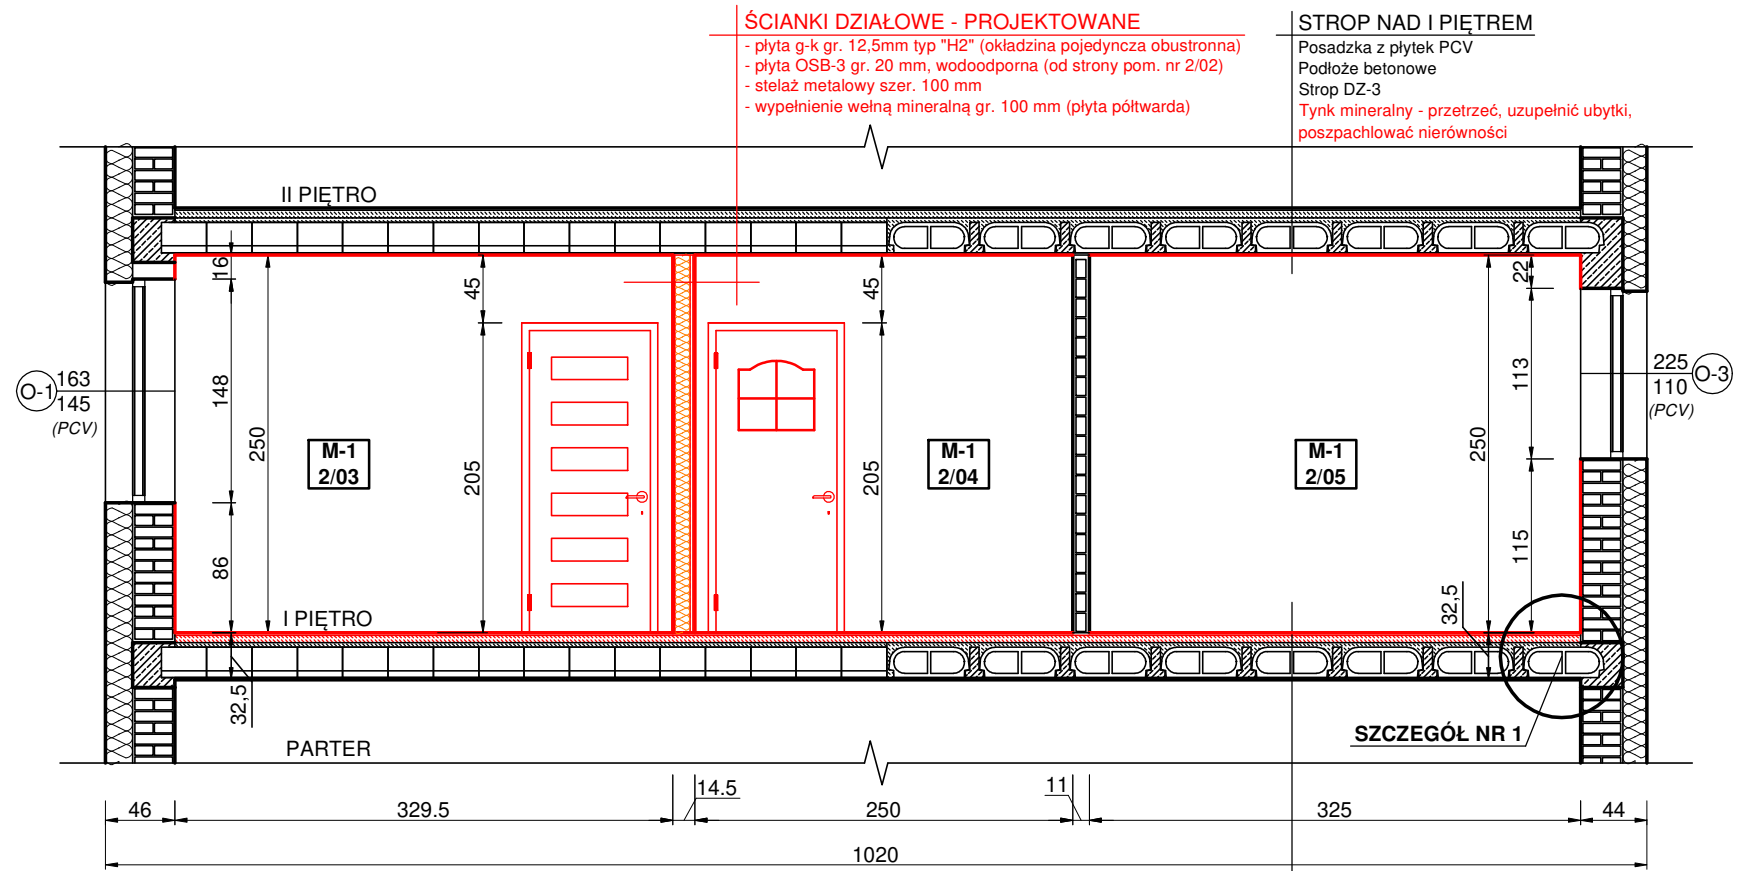 ŚCIANKI DZIAŁOWE - PROJEKTOWANE
- płyta g-k gr. 12,5mm typ "H2" (okładzina pojedyncza obustronna)
- płyta OSB-3 gr. 20 mm, wodoodporna (od strony pom. nr 2/02)
- stelaż metalowy szer. 100 mm
- wypełnienie wełną mineralną gr. 100 mm (płyta półtwarda)
STROP NAD I PIĘTREM
Posadzka z płytek PCV
Podłoże betonowe
Strop DZ-3
Tynk mineralny - przetrzeć, uzupełnić ubytki,
poszpachlować nierówności
II PIĘTRO
16
45
45
22
O-1
163
145
(PCV)
148
250
205
205
250
113
225
110
(PCV)
O-3
M-1
2/03
M-1
2/04
M-1
2/05
86
115
32,5
I PIĘTRO
32,5
SZCZEGÓŁ NR 1
PARTER
46
329.5
14.5
250
11
325
44
1020